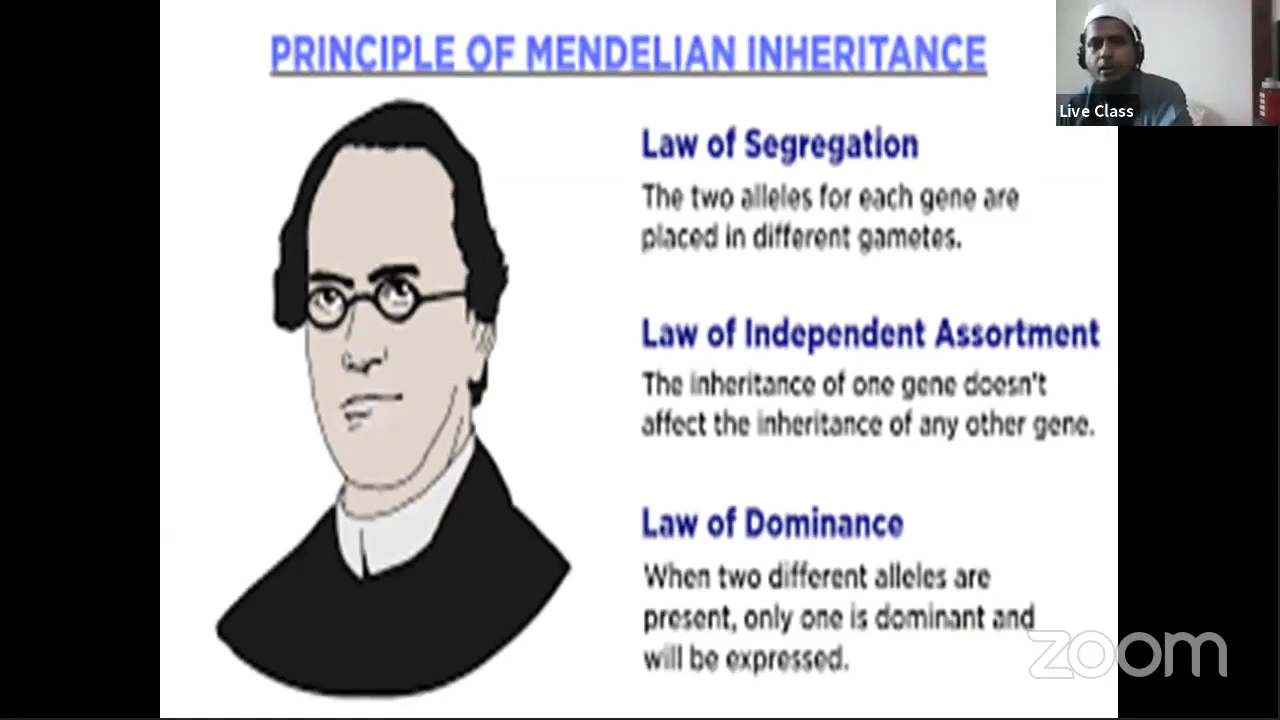 PRINCIPLE OF MENDELIAN INHERITANCE
Live Class
Law of Segregation
The two alleles for each gene are
placed in different gametes.
Law of Independent Assortment
The inheritance of one gene doesn't
affect the inheritance of any other gene.
Law of Dominance
When two different alleles are
present, only one is dominant and
will be expressed.
zoom